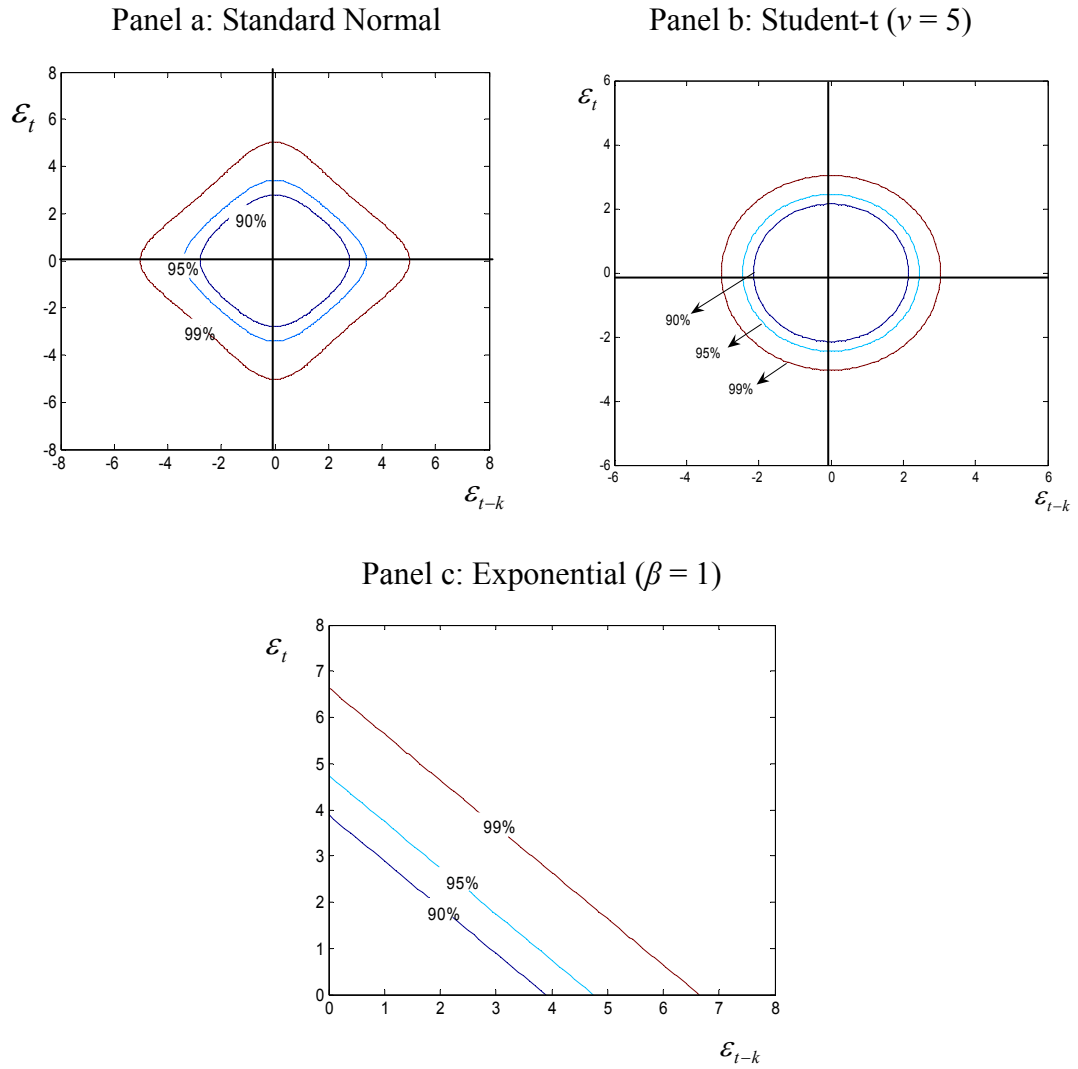 Panel a: Standard Normal
8
6
4
2
0
-2
-4
-6
-8
ε_t
90%
95%
99%
-8 -6 -4 -2 0 2 4 6 8
ε_{t−k}
Panel b: Student-t (ν = 5)
6
4
2
0
-2
-4
-6
ε_t
90%
95%
99%
-6 -4 -2 0 2 4 6
ε_{t−k}
Panel c: Exponential (β = 1)
8
7
6
5
4
3
2
1
0
ε_t
99%
95%
90%
0 1 2 3 4 5 6 7 8
ε_{t−k}